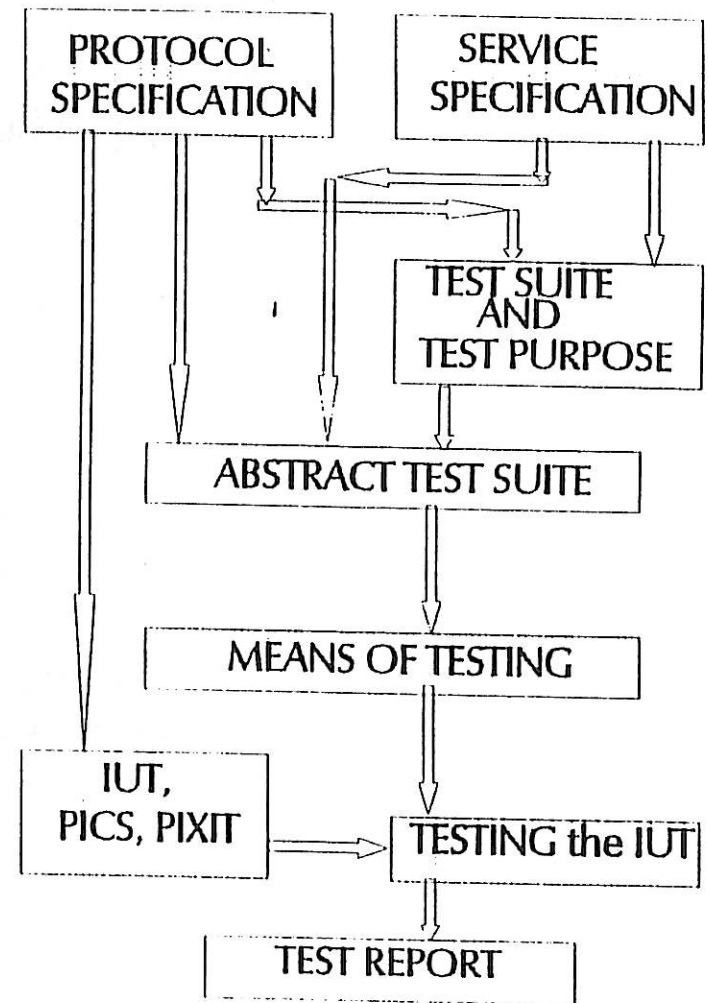 PROTOCOL
SPECIFICATION
SERVICE
SPECIFICATION
TEST SUITE
AND
TEST PURPOSE
ABSTRACT TEST SUITE
MEANS OF TESTING
IUT,
PICS, PIXIT
TESTING the IUT
TEST REPORT